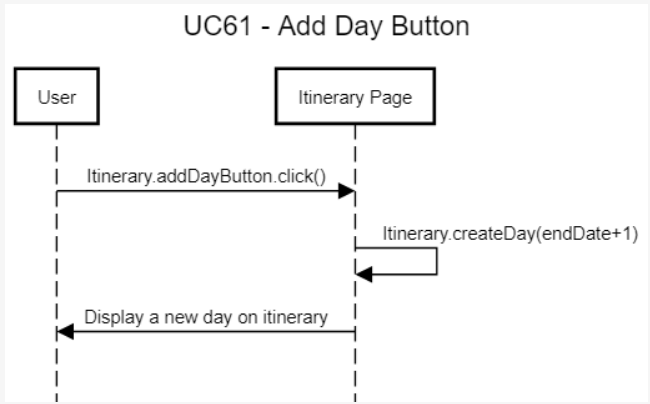 UC61 - Add Day Button
User
Itinerary Page
Itinerary.addDayButton.click()
Itinerary.createDay(endDate+1)
Display a new day on itinerary